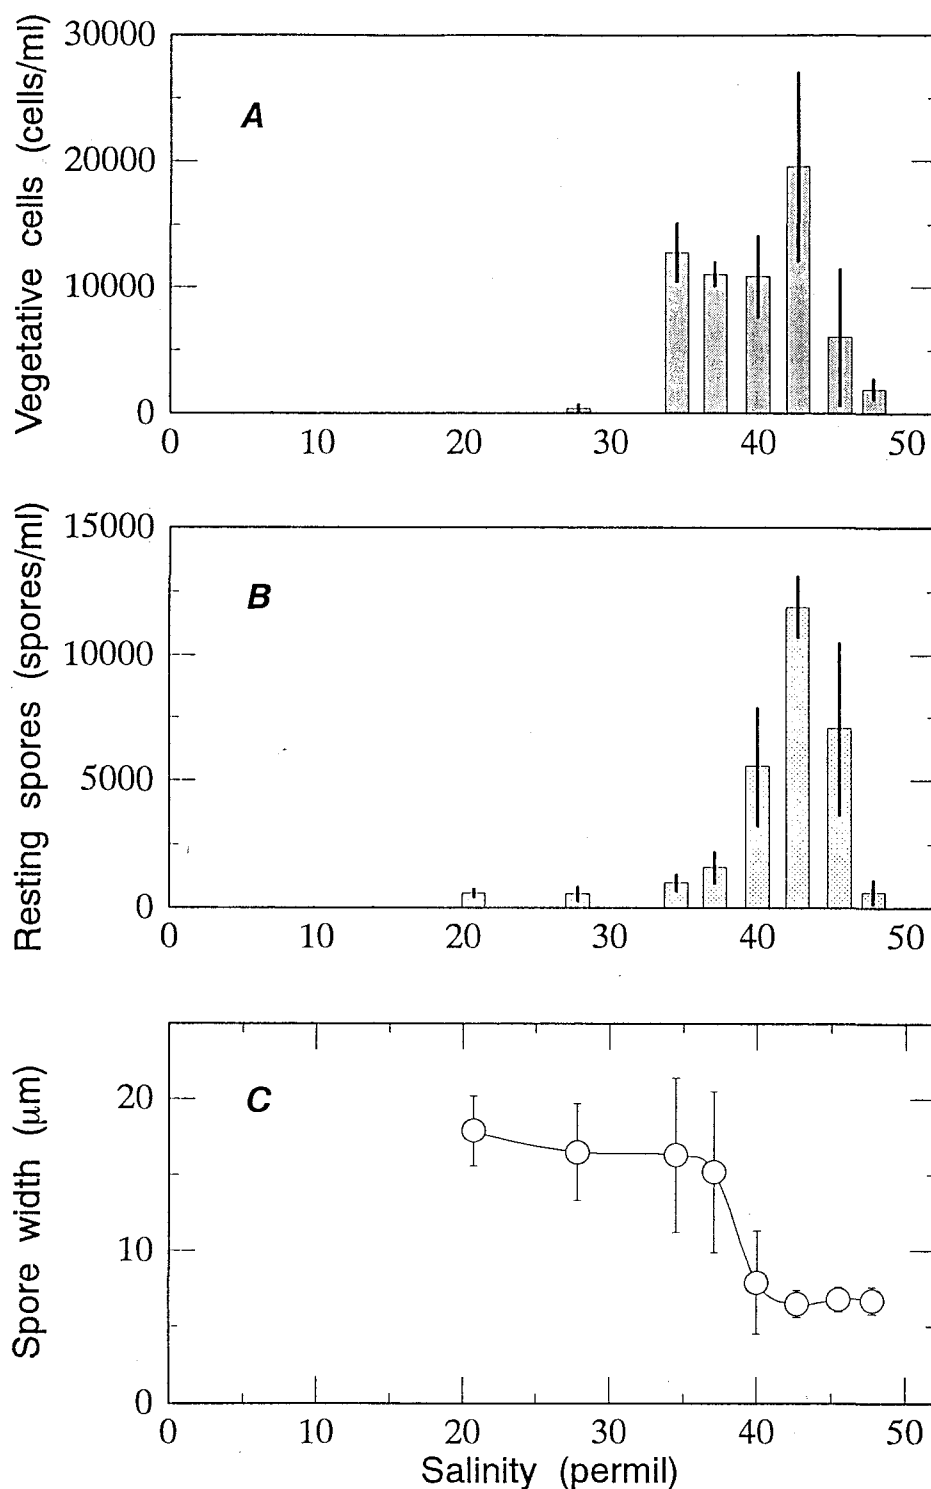 Vegetative cells (cells/ml)
30000
20000
10000
0
A
0 10 20 30 40 50
Resting spores (spores/ml)
15000
10000
5000
0
B
0 10 20 30 40 50
Spore width (μm)
20
10
0
C
0 10 20 30 40 50
Salinity (permil)